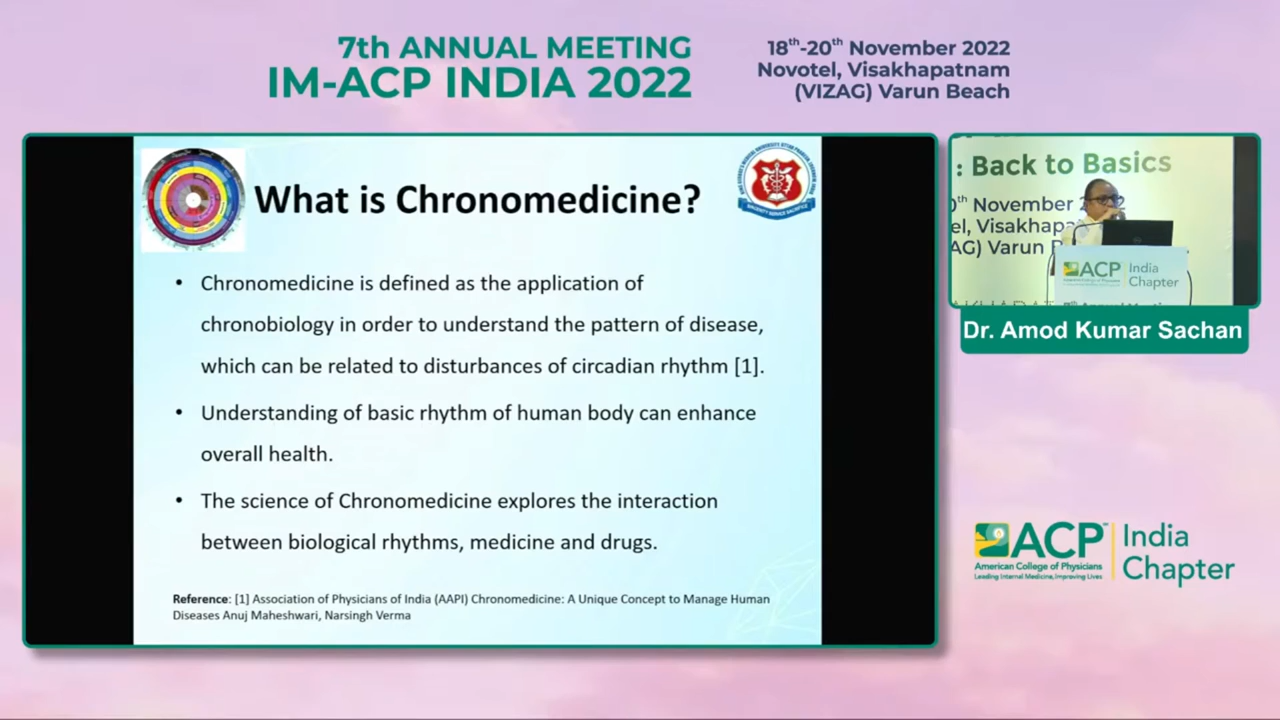 7th ANNUAL MEETING
IM-ACP INDIA 2022
18th-20th November 2022
Novotel, Visakhapatnam
(VIZAG) Varun Beach
What is Chronomedicine?
• Chronomedicine is defined as the application of
chronobiology in order to understand the pattern of disease,
which can be related to disturbances of circadian rhythm [1].
• Understanding of basic rhythm of human body can enhance
overall health.
• The science of Chronomedicine explores the interaction
between biological rhythms, medicine and drugs.
Reference: [1] Association of Physicians of India (AAPI) Chronomedicine: A Unique Concept to Manage Human
Diseases Anuj Maheshwari, Narsingh Verma
: Back to Basics
November
Visakhap
AG) Varun
ACP India
Chapter
Dr. Amod Kumar Sachan
ACP India
Chapter
American College of Physicians
Leading Internal Medicine, Improving Lives